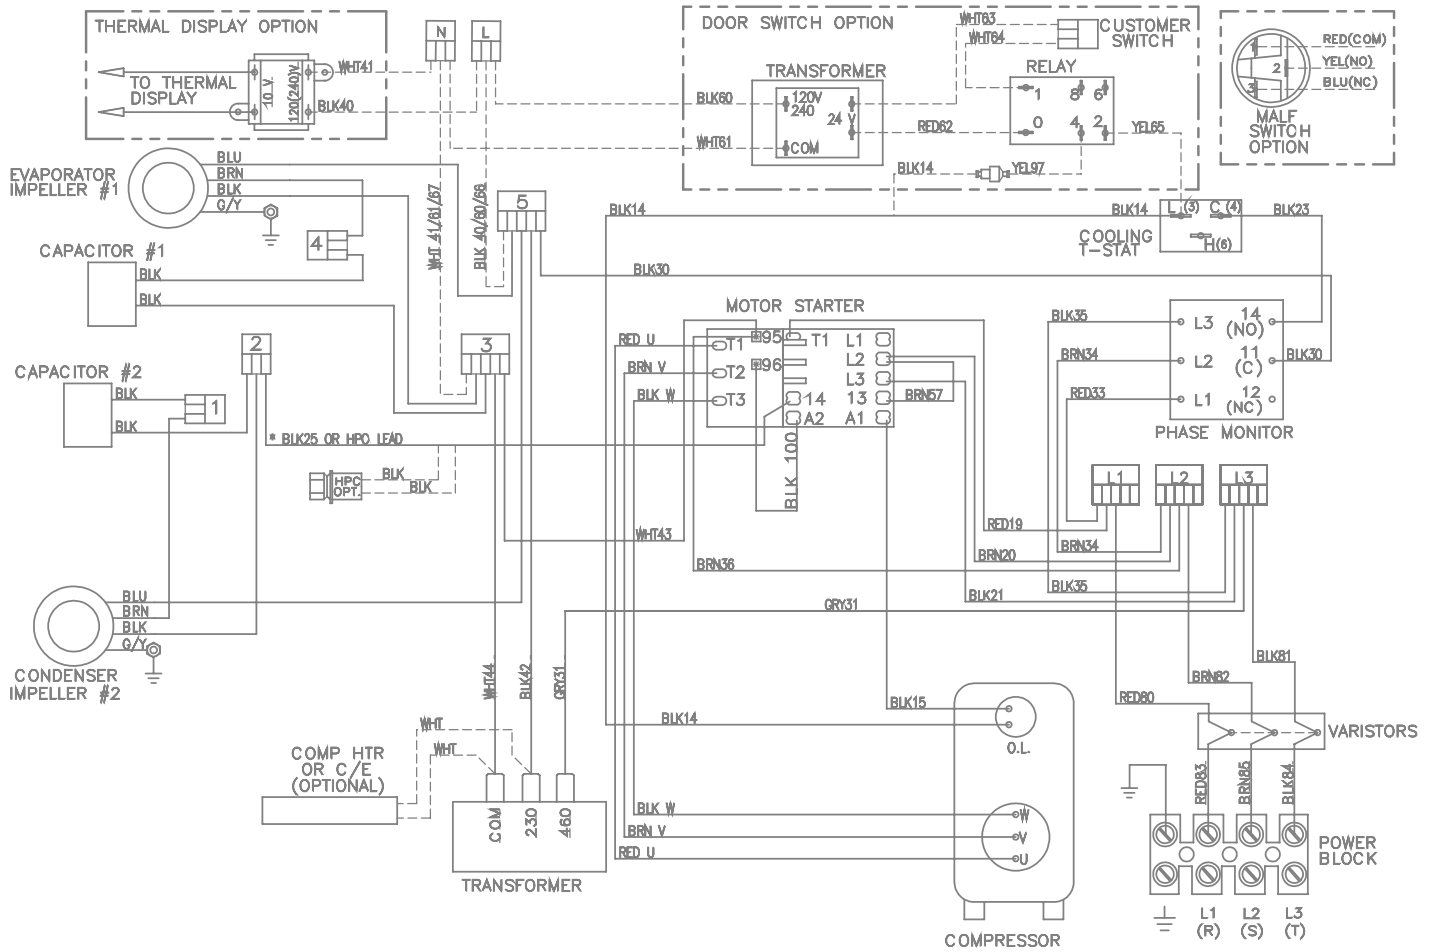 THERMAL DISPLAY OPTION
TO THERMAL
DISPLAY
10 V.
120(240)V
WHT41
BLK40
N
L
DOOR SWITCH OPTION
WHT63
WHT64
CUSTOMER
SWITCH
TRANSFORMER
120V
240
24 V
COM
BLK60
WHT61
RED62
RELAY
1
8
6
0
4
2
YEL65
BLK14
YEL97
1
2
3
RED(COM)
YEL(NO)
BLU(NC)
MALF
SWITCH
OPTION
EVAPORATOR
IMPELLER #1
BLU
BRN
BLK
G/Y
4
CAPACITOR #1
BLK
BLK
WHT 41/61/67
BLK 40/60/66
5
BLK14
BLK14
L (3)
C (4)
H(6)
COOLING
T-STAT
BLK23
BLK30
MOTOR STARTER
RED U
BRN V
BLK W
T1
T2
T3
95
96
T1
14
A2
L1
L2
L3
13
A1
BRN57
BLK 100
BLK35
BRN34
RED33
L3
L2
L1
14
(NO)
11
(C)
12
(NC)
BLK30
PHASE MONITOR
2
3
CAPACITOR #2
BLK
BLK
1
* BLK25 OR HPC LEAD
HPC
OPT.
BLK
BLK
L1
L2
L3
WHT43
RED19
BRN20
BRN34
BRN36
BLK35
BLK21
GRY31
CONDENSER
IMPELLER #2
BLU
BRN
BLK
G/Y
WHT44
BLK42
GRY31
BLK14
BLK15
O.L.
BLK81
BRN82
RED80
VARISTORS
RED83
BRN85
BLK84
COMP HTR
OR C/E
(OPTIONAL)
WHT
WHT
COM
230
460
TRANSFORMER
BLK W
BRN V
RED U
W
V
U
COMPRESSOR
POWER
BLOCK
L1
(R)
L2
(S)
L3
(T)